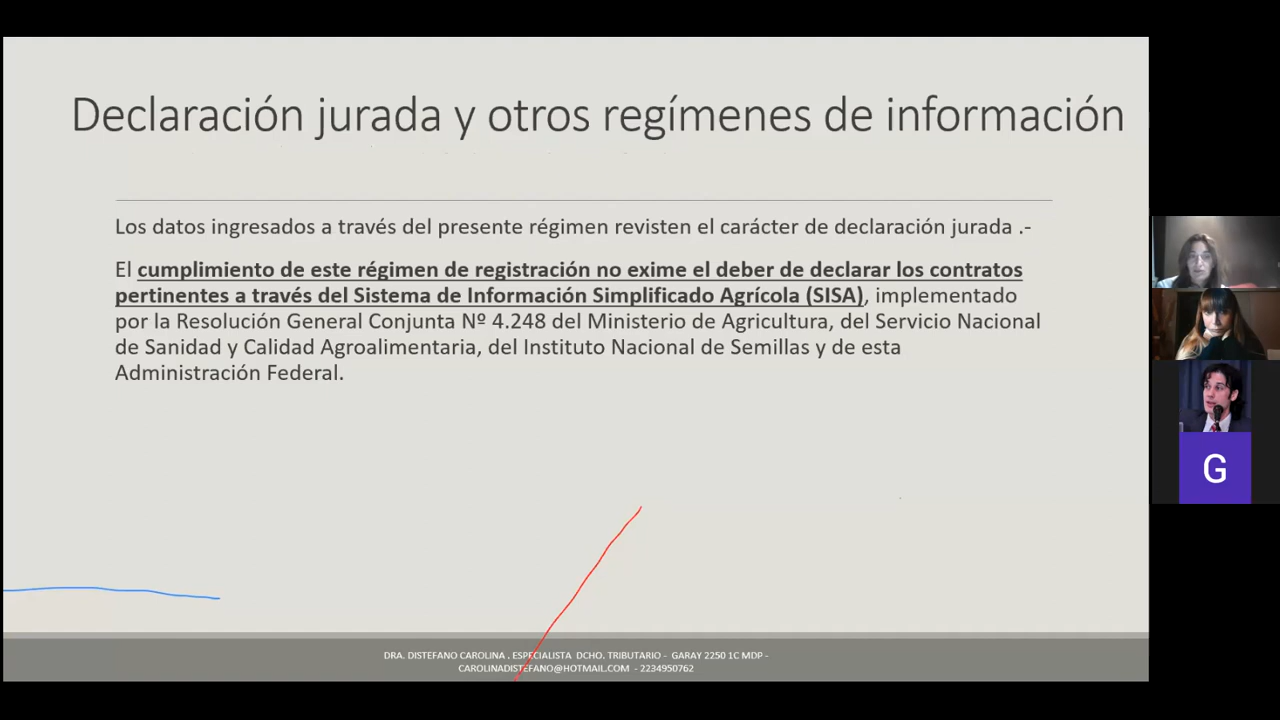 Declaración jurada y otros regímenes de información
Los datos ingresados a través del presente régimen revisten el carácter de declaración jurada .-
El cumplimiento de este régimen de registración no exime el deber de declarar los contratos
pertinentes a través del Sistema de Información Simplificado Agrícola (SISA), implementado
por la Resolución General Conjunta Nº 4.248 del Ministerio de Agricultura, del Servicio Nacional
de Sanidad y Calidad Agroalimentaria, del Instituto Nacional de Semillas y de esta
Administración Federal.
DRA. DISTEFANO CAROLINA . ESPECIALISTA DCHO. TRIBUTARIO - GARAY 2250 1C MDP -
CAROLINADISTEFANO@HOTMAIL.COM - 2234950762
G